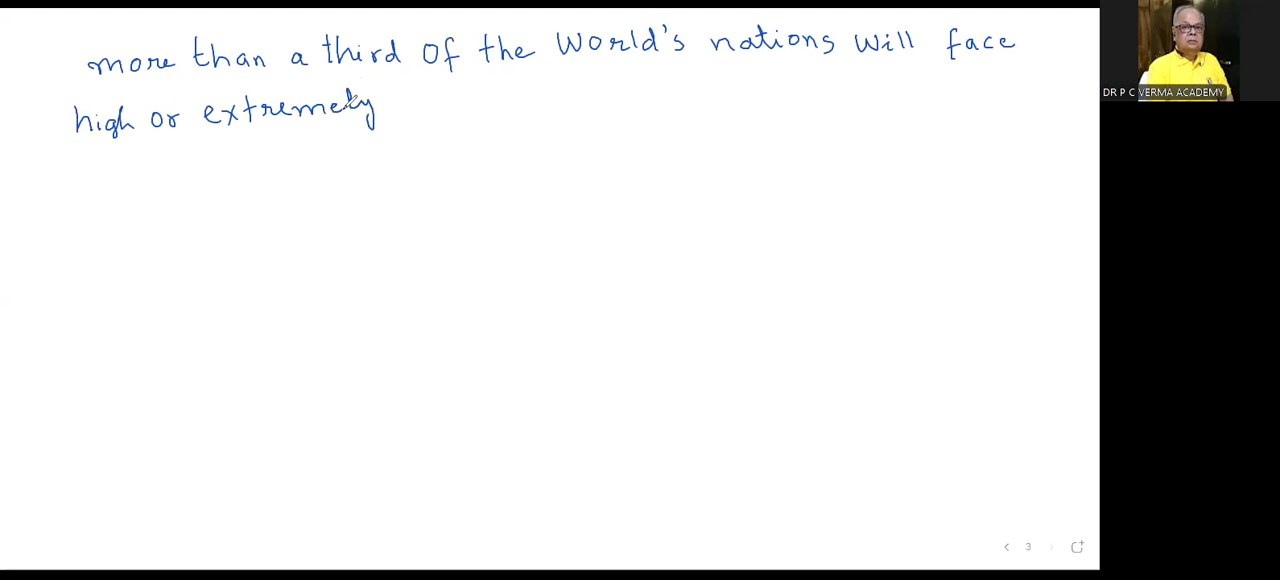 more than a third of the World's nations will face
high or extremely
DR P C VERMA ACADEMY
3